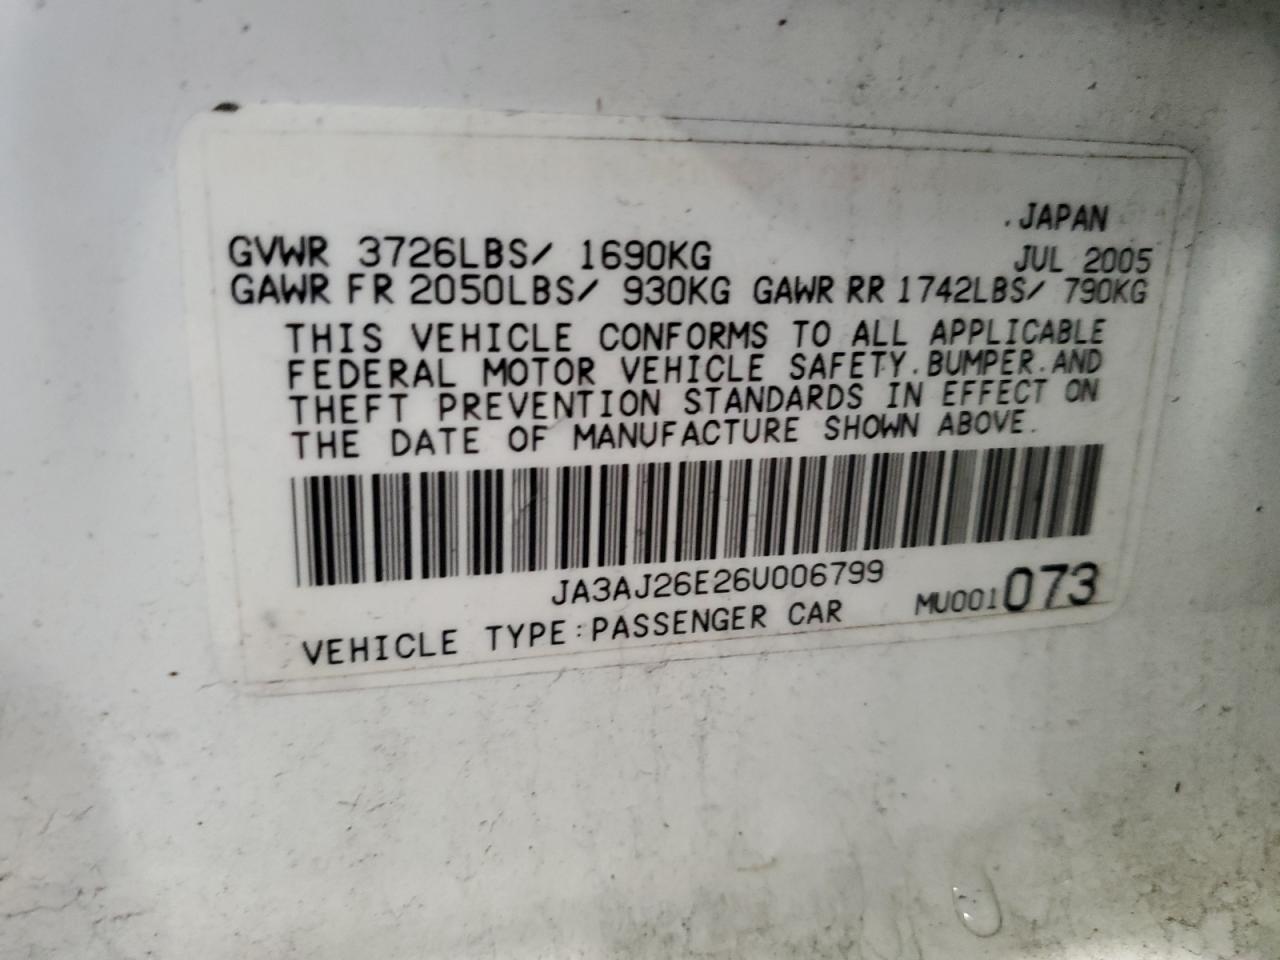 JAPAN
GVWR 3726LBS/ 1690KG JUL 2005
GAWR FR 2050LBS/ 930KG GAWR RR 1742LBS/ 790KG
THIS VEHICLE CONFORMS TO ALL APPLICABLE
FEDERAL MOTOR VEHICLE SAFETY.BUMPER.AND
THEFT PREVENTION STANDARDS IN EFFECT ON
THE DATE OF MANUFACTURE SHOWN ABOVE.
JA3AJ26E26U006799
VEHICLE TYPE:PASSENGER CAR MU001073